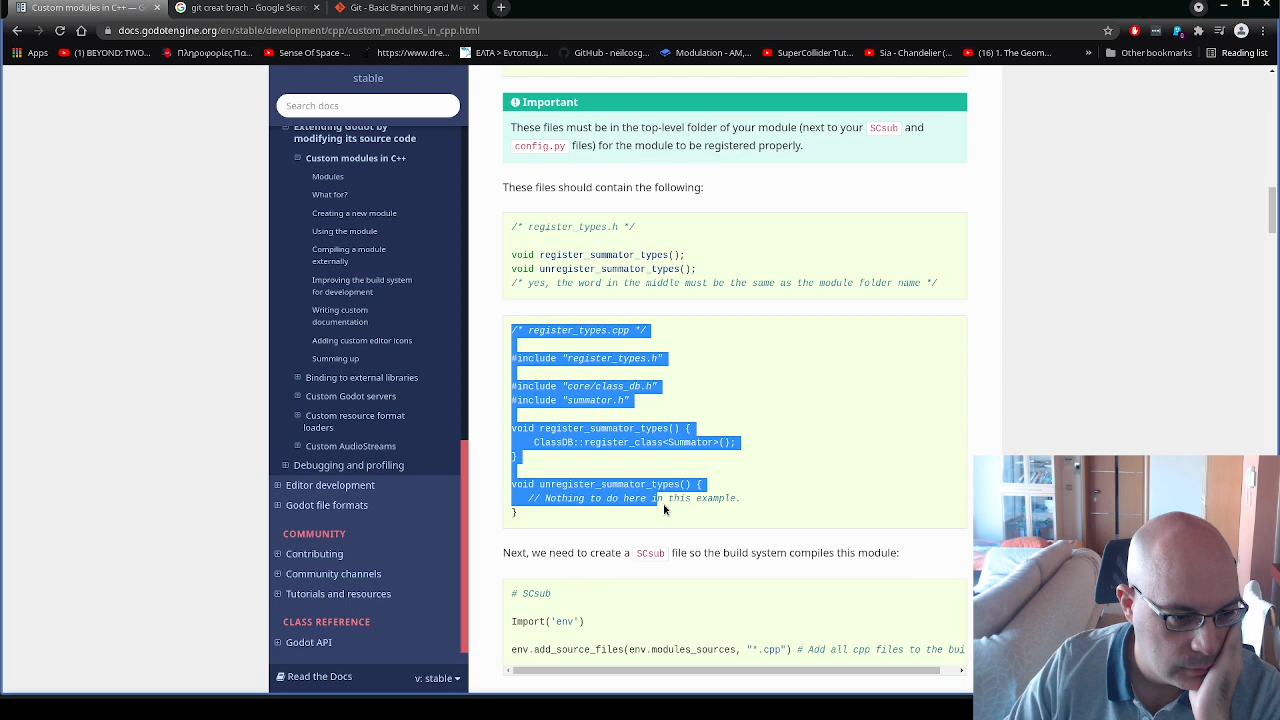 Custom modules in C++ —
git creat brach - Google Sear
Git - Basic Branching and Me
docs.godotengine.org/en/stable/development/cpp/custom_modules_in_cpp.html
Apps
(1) BEYOND: TWO...
Πληροφορίες Πα...
Sense Of Space -...
https://www.dre...
ΕΛΤΑ / Εντοπισμ...
GitHub - neilcosg...
Modulation - AM,...
SuperCollider Tut...
Sia - Chandelier (...
(16) 1. The Geom...
»
Other bookmarks
Reading list
stable
Search docs
Extending Godot by
modifying its source code
Custom modules in C++
Modules
What for?
Creating a new module
Using the module
Compiling a module
externally
Improving the build system
for development
Writing custom
documentation
Adding custom editor icons
Summing up
Binding to external libraries
Custom Godot servers
Custom resource format
loaders
Custom AudioStreams
Debugging and profiling
Editor development
Godot file formats
COMMUNITY
Contributing
Community channels
Tutorials and resources
CLASS REFERENCE
Godot API
Read the Docs
v: stable
Important
These files must be in the top-level folder of your module (next to your SCsub and
config.py files) for the module to be registered properly.
These files should contain the following:
/* register_types.h */
void register_summator_types();
void unregister_summator_types();
/* yes, the word in the middle must be the same as the module folder name */
/* register_types.cpp */
#include "register_types.h"
#include "core/class_db.h"
#include "summator.h"
void register_summator_types() {
ClassDB::register_class<Summator>();
}
void unregister_summator_types() {
// Nothing to do here in this example.
}
Next, we need to create a SCsub file so the build system compiles this module:
# SCsub
Import('env')
env.add_source_files(env.modules_sources, "*.cpp") # Add all cpp files to the bui